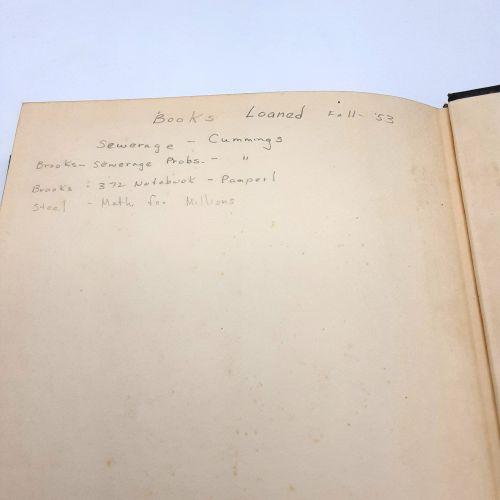 Books Loaned Fall - '53
Sewerage - Cummings
Brooks - Sewerage Probs. - "
Brooks : 372 Notebook - Pamperl
Steel - Math for Millions